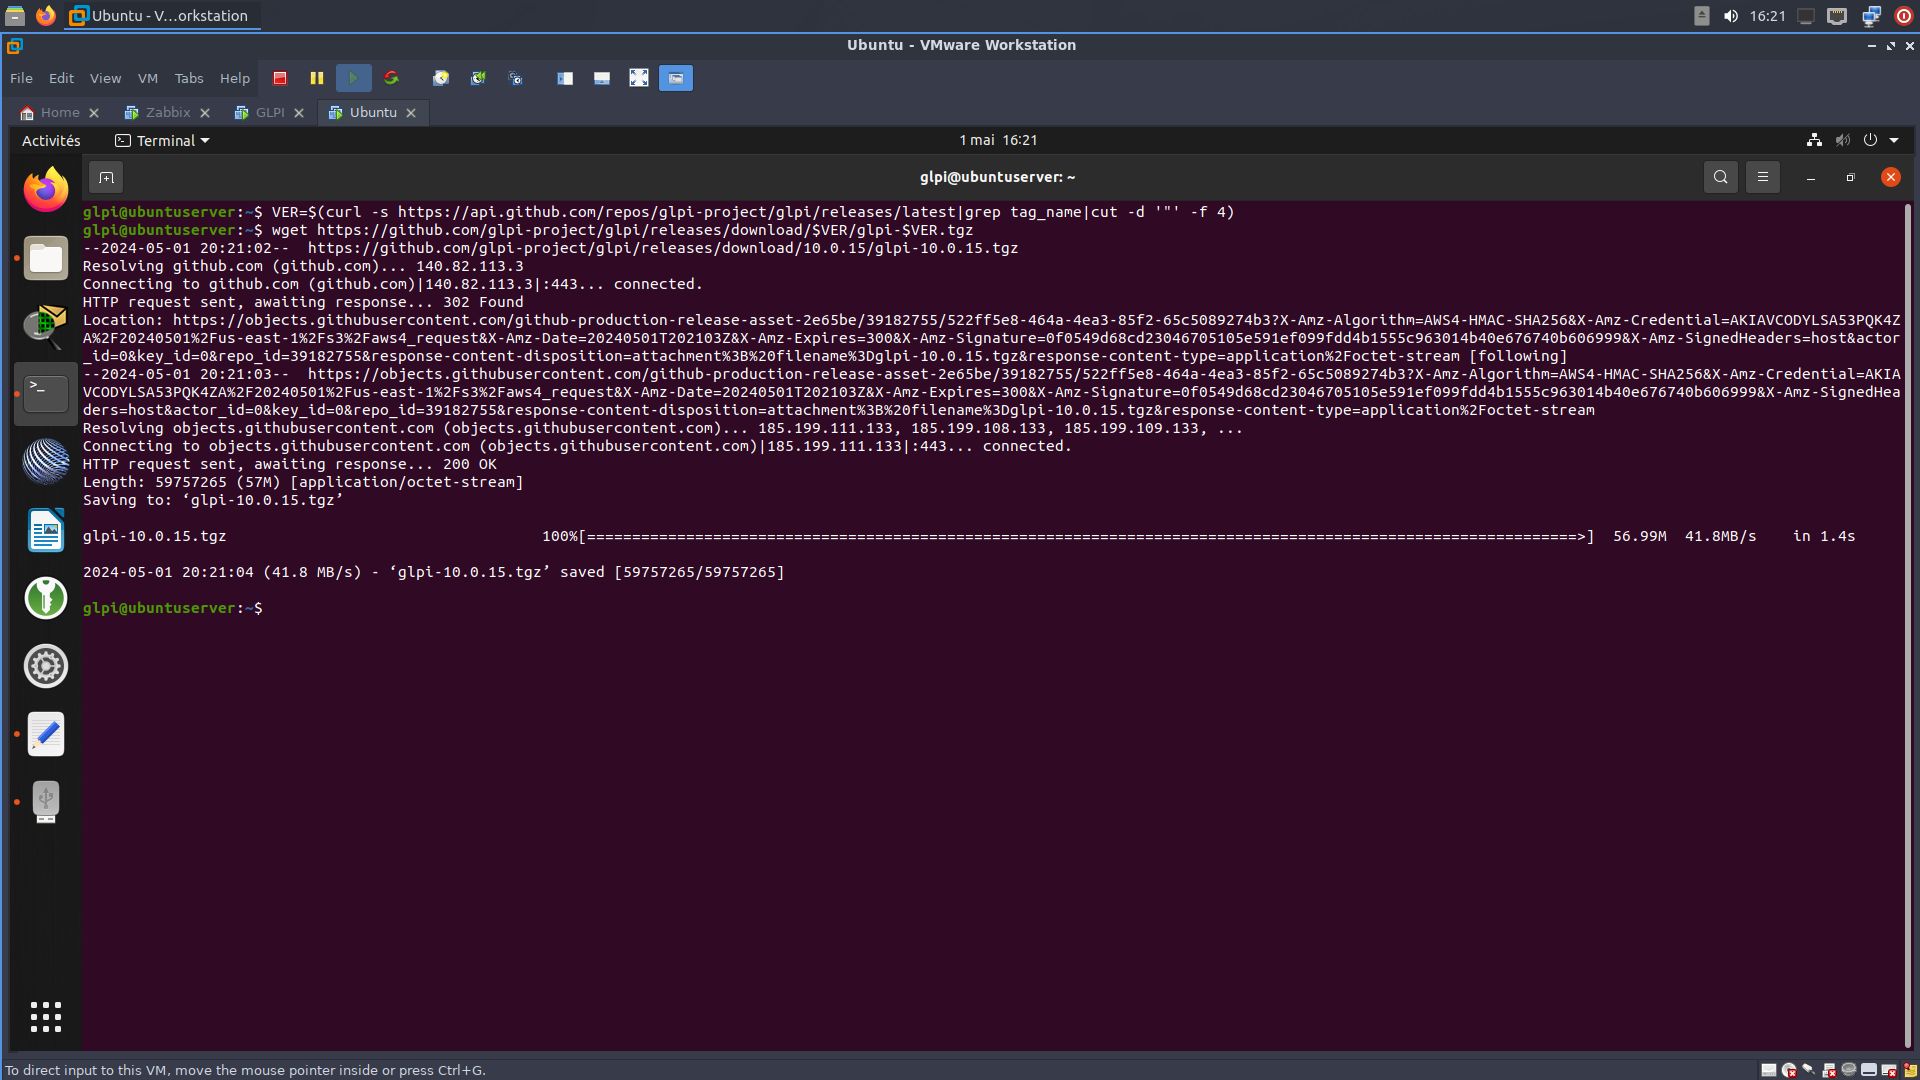 Ubuntu - V...orkstation
16:21
Ubuntu - VMware Workstation
File Edit View VM Tabs Help
Home Zabbix GLPI Ubuntu
Activités Terminal 1 mai 16:21
glpi@ubuntuserver: ~
glpi@ubuntuserver:~$ VER=$(curl -s https://api.github.com/repos/glpi-project/glpi/releases/latest|grep tag_name|cut -d '"' -f 4)
glpi@ubuntuserver:~$ wget https://github.com/glpi-project/glpi/releases/download/$VER/glpi-$VER.tgz
--2024-05-01 20:21:02--  https://github.com/glpi-project/glpi/releases/download/10.0.15/glpi-10.0.15.tgz
Resolving github.com (github.com)... 140.82.113.3
Connecting to github.com (github.com)|140.82.113.3|:443... connected.
HTTP request sent, awaiting response... 302 Found
Location: https://objects.githubusercontent.com/github-production-release-asset-2e65be/39182755/522ff5e8-464a-4ea3-85f2-65c5089274b3?X-Amz-Algorithm=AWS4-HMAC-SHA256&X-Amz-Credential=AKIAVCODYLSA53PQK4Z
A%2F20240501%2Fus-east-1%2Fs3%2Faws4_request&X-Amz-Date=20240501T202103Z&X-Amz-Expires=300&X-Amz-Signature=0f0549d68cd23046705105e591ef099fdd4b1555c963014b40e676740b606999&X-Amz-SignedHeaders=host&actor
_id=0&key_id=0&repo_id=39182755&response-content-disposition=attachment%3B%20filename%3Dglpi-10.0.15.tgz&response-content-type=application%2Foctet-stream [following]
--2024-05-01 20:21:03--  https://objects.githubusercontent.com/github-production-release-asset-2e65be/39182755/522ff5e8-464a-4ea3-85f2-65c5089274b3?X-Amz-Algorithm=AWS4-HMAC-SHA256&X-Amz-Credential=AKIA
VCODYLSA53PQK4ZA%2F20240501%2Fus-east-1%2Fs3%2Faws4_request&X-Amz-Date=20240501T202103Z&X-Amz-Expires=300&X-Amz-Signature=0f0549d68cd23046705105e591ef099fdd4b1555c963014b40e676740b606999&X-Amz-SignedHea
ders=host&actor_id=0&key_id=0&repo_id=39182755&response-content-disposition=attachment%3B%20filename%3Dglpi-10.0.15.tgz&response-content-type=application%2Foctet-stream
Resolving objects.githubusercontent.com (objects.githubusercontent.com)... 185.199.111.133, 185.199.108.133, 185.199.109.133, ...
Connecting to objects.githubusercontent.com (objects.githubusercontent.com)|185.199.111.133|:443... connected.
HTTP request sent, awaiting response... 200 OK
Length: 59757265 (57M) [application/octet-stream]
Saving to: ‘glpi-10.0.15.tgz’
glpi-10.0.15.tgz 100%[==============================================================================================================>] 56.99M 41.8MB/s in 1.4s
2024-05-01 20:21:04 (41.8 MB/s) - ‘glpi-10.0.15.tgz’ saved [59757265/59757265]
glpi@ubuntuserver:~$
To direct input to this VM, move the mouse pointer inside or press Ctrl+G.